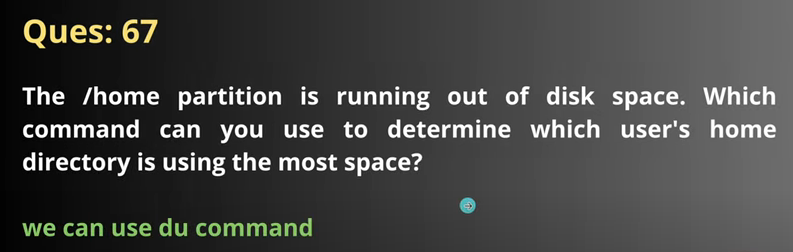 Ques: 67
The /home partition is running out of disk space. Which
command can you use to determine which user's home
directory is using the most space?
we can use du command